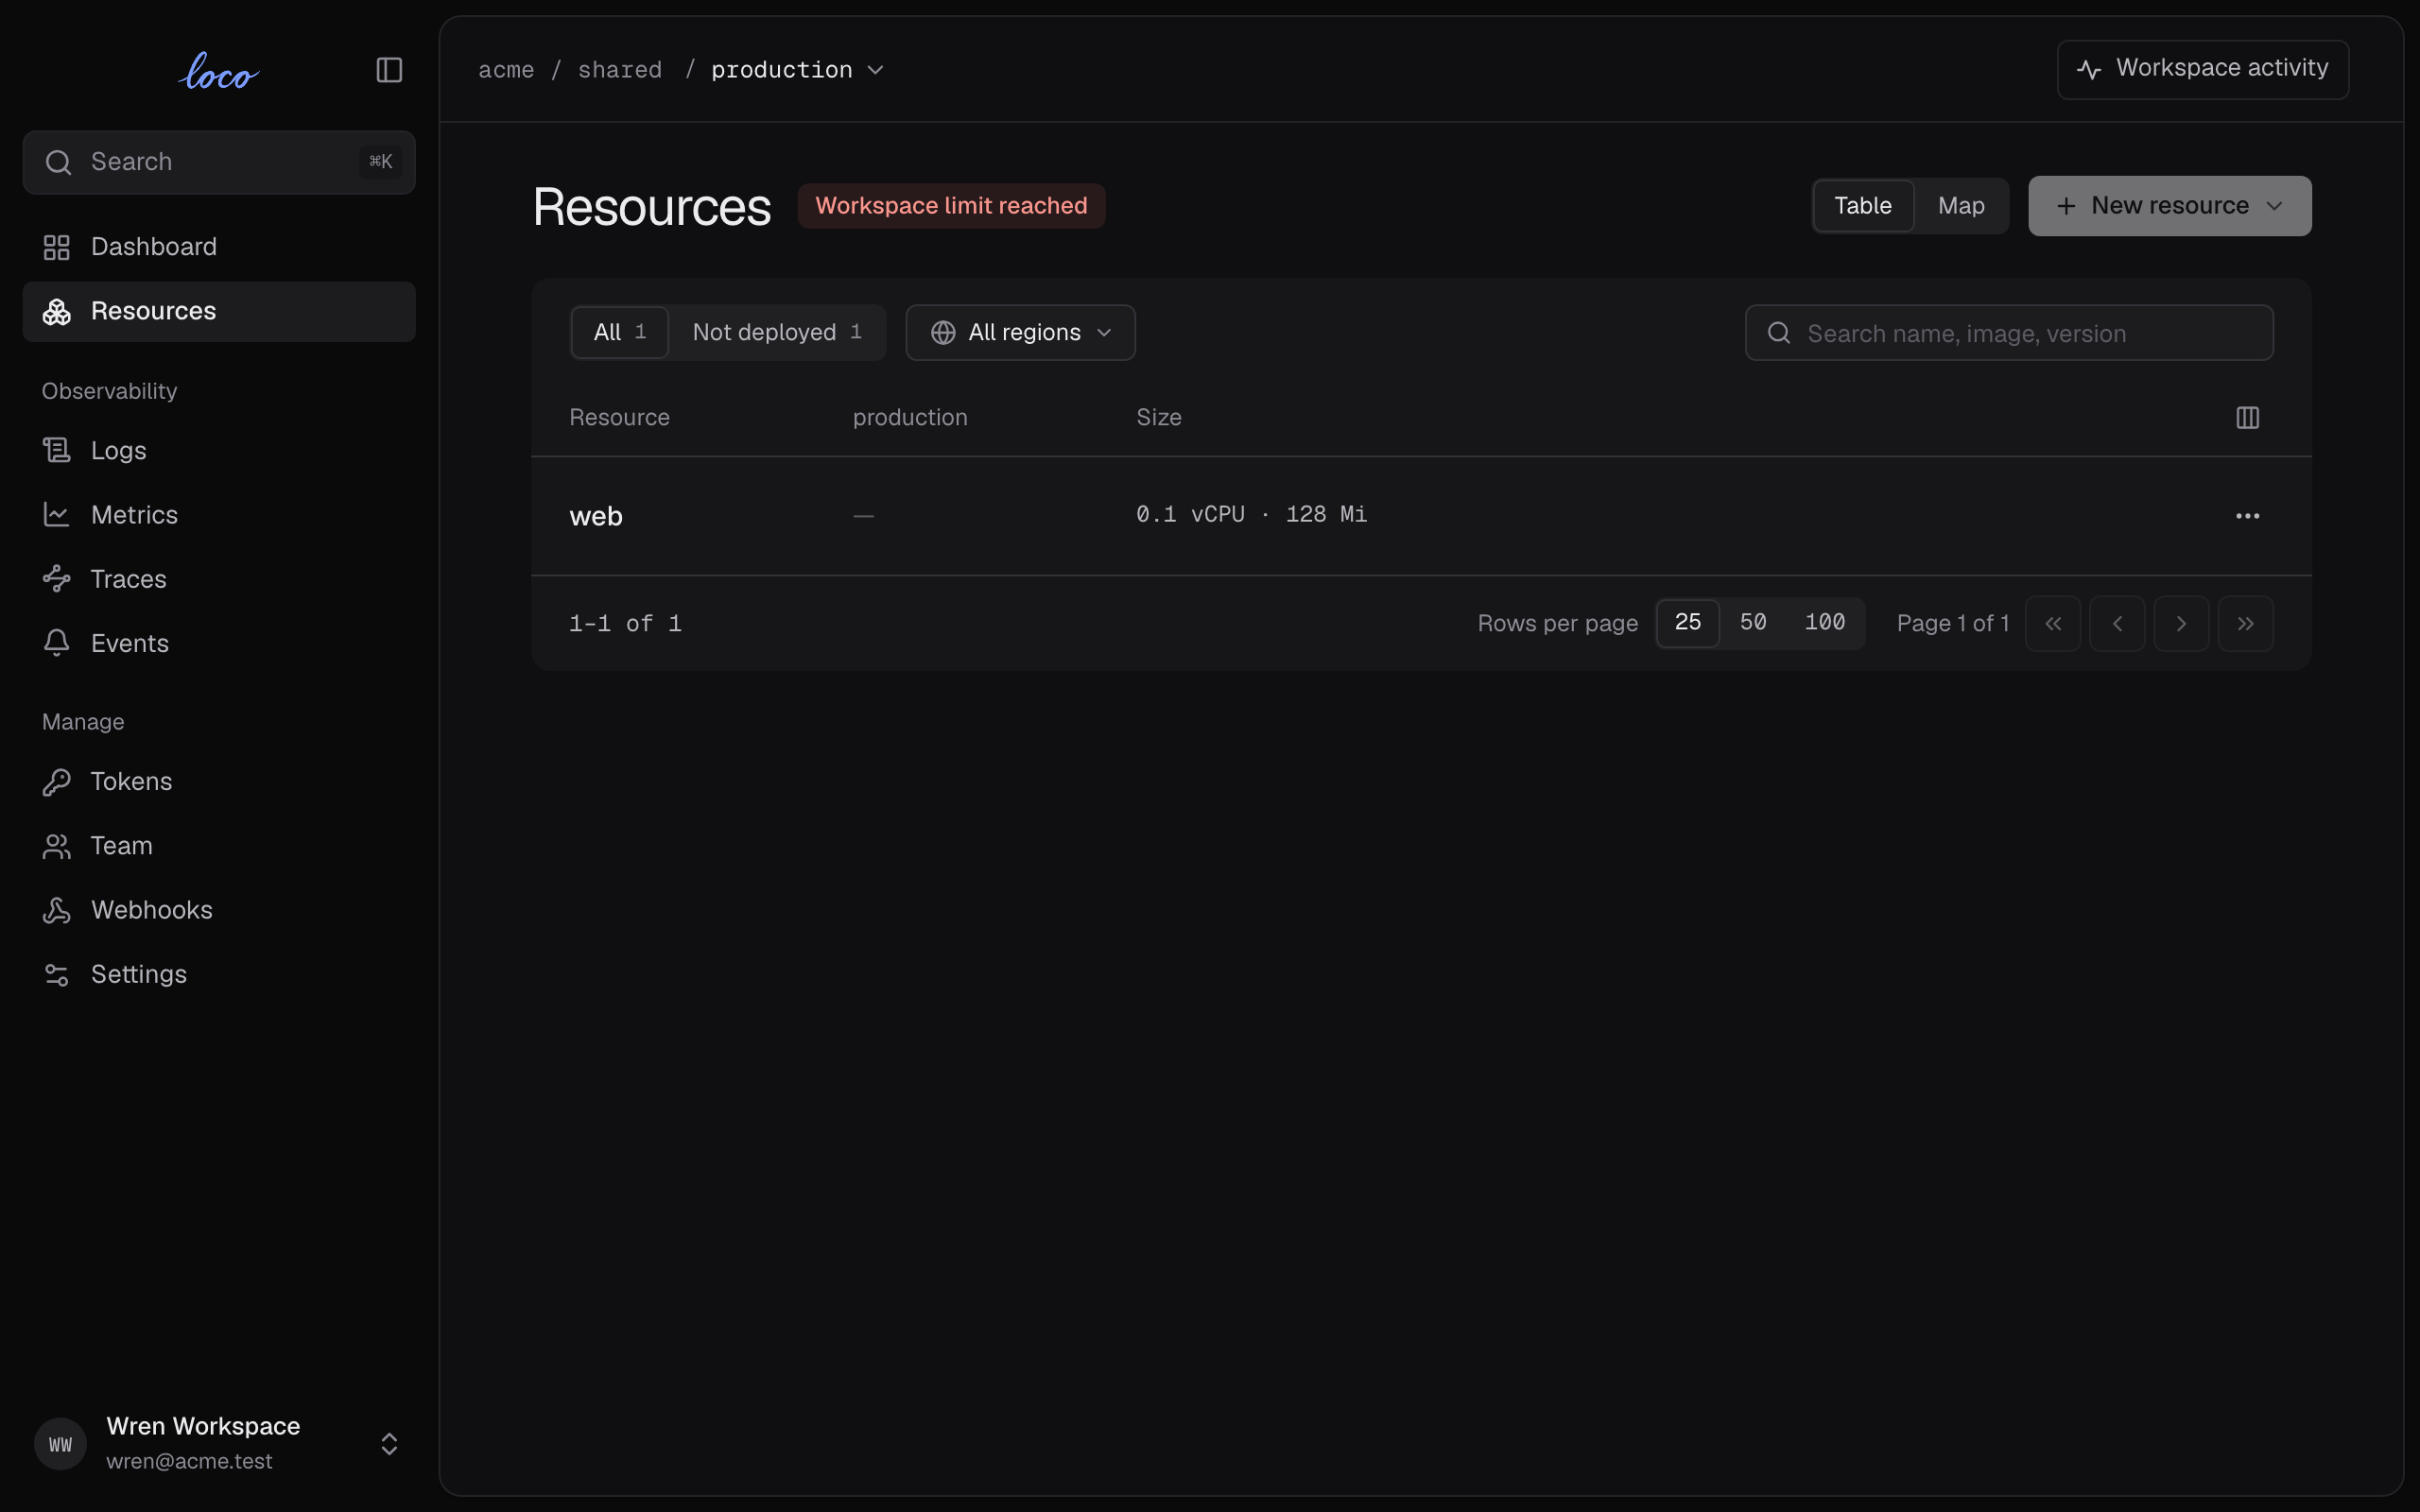 loco
Search ⌘K
Dashboard
Resources
Observability
Logs
Metrics
Traces
Events
Manage
Tokens
Team
Webhooks
Settings
WW
Wren Workspace
wren@acme.test
acme / shared / production
Workspace activity
Resources Workspace limit reached
Table Map + New resource
All 1 Not deployed 1 All regions
Search name, image, version
Resource production Size
web — 0.1 vCPU · 128 Mi
1–1 of 1 Rows per page 25 50 100 Page 1 of 1